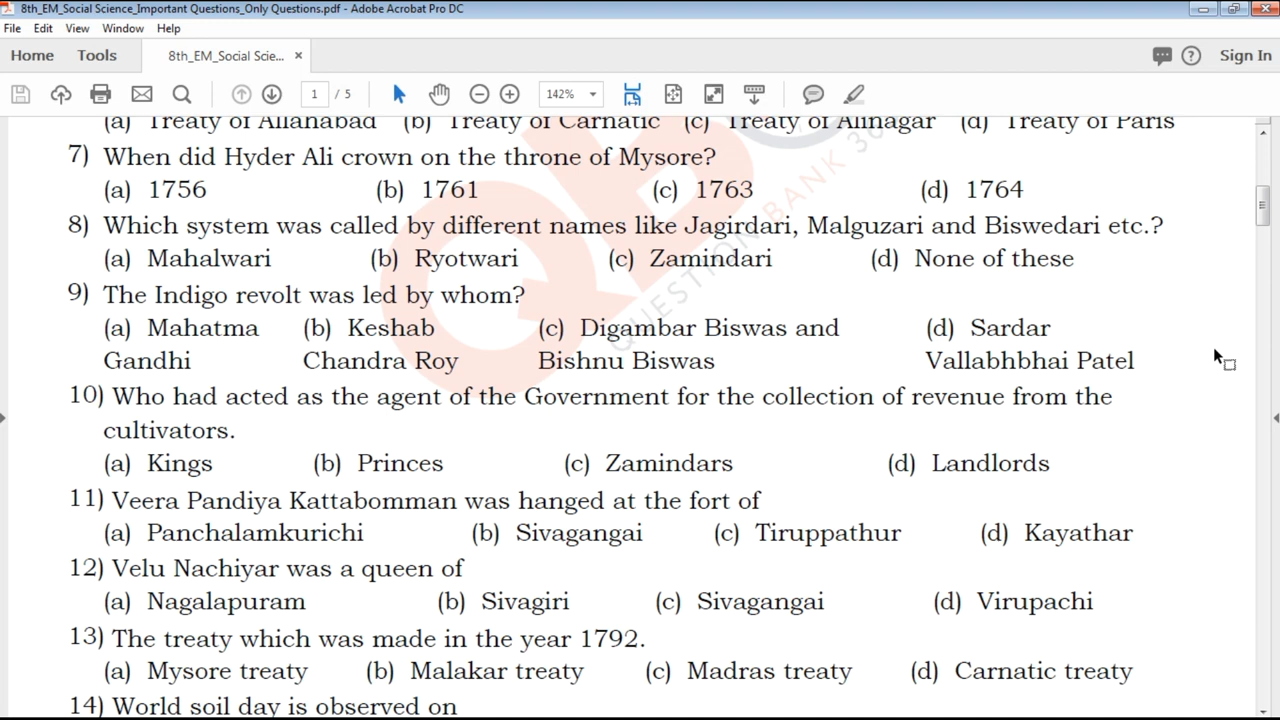 8th_EM_Social Science_Important Questions_Only Questions.pdf - Adobe Acrobat Pro DC
File Edit View Window Help
Home Tools 8th_EM_Social Scie... × Sign In
1 / 5 142%
(a) Treaty of Allahabad (b) Treaty of Carnatic (c) Treaty of Alinagar (d) Treaty of Paris
7) When did Hyder Ali crown on the throne of Mysore?
(a) 1756 (b) 1761 (c) 1763 (d) 1764
8) Which system was called by different names like Jagirdari, Malguzari and Biswedari etc.?
(a) Mahalwari (b) Ryotwari (c) Zamindari (d) None of these
9) The Indigo revolt was led by whom?
(a) Mahatma (b) Keshab (c) Digambar Biswas and (d) Sardar
Gandhi Chandra Roy Bishnu Biswas Vallabhbhai Patel
10) Who had acted as the agent of the Government for the collection of revenue from the
cultivators.
(a) Kings (b) Princes (c) Zamindars (d) Landlords
11) Veera Pandiya Kattabomman was hanged at the fort of
(a) Panchalamkurichi (b) Sivagangai (c) Tiruppathur (d) Kayathar
12) Velu Nachiyar was a queen of
(a) Nagalapuram (b) Sivagiri (c) Sivagangai (d) Virupachi
13) The treaty which was made in the year 1792.
(a) Mysore treaty (b) Malakar treaty (c) Madras treaty (d) Carnatic treaty
14) World soil day is observed on
QB
QUESTION BANK 36